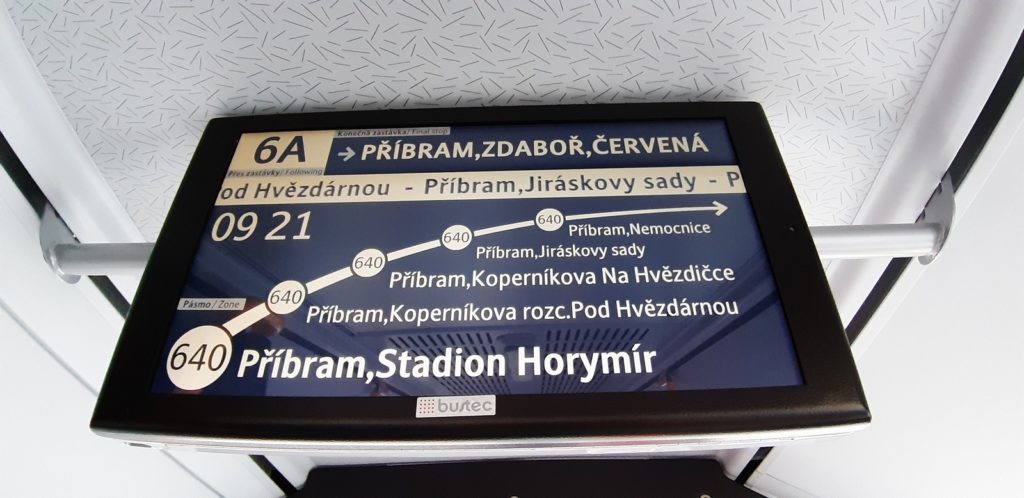 6A
Konečná zastávka/ Final stop
→ PŘÍBRAM,ZDABOŘ,ČERVENÁ
Přes zastávky/ Following
od Hvězdárnou - Příbram,Jiráskovy sady - P
09 21
640 Příbram,Nemocnice
640 Příbram,Jiráskovy sady
640 Příbram,Koperníkova Na Hvězdičce
Pásmo / Zone
640 Příbram,Koperníkova rozc.Pod Hvězdárnou
640 Příbram,Stadion Horymír
bustec